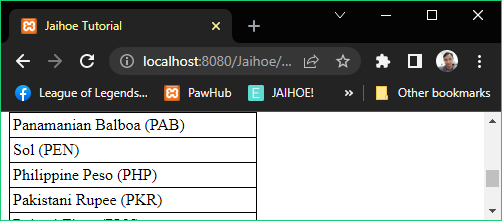 Jaihoe Tutorial
localhost:8080/Jaihoe/...
League of Legends... PawHub JAIHOE! » Other bookmarks
Panamanian Balboa (PAB)
Sol (PEN)
Philippine Peso (PHP)
Pakistani Rupee (PKR)